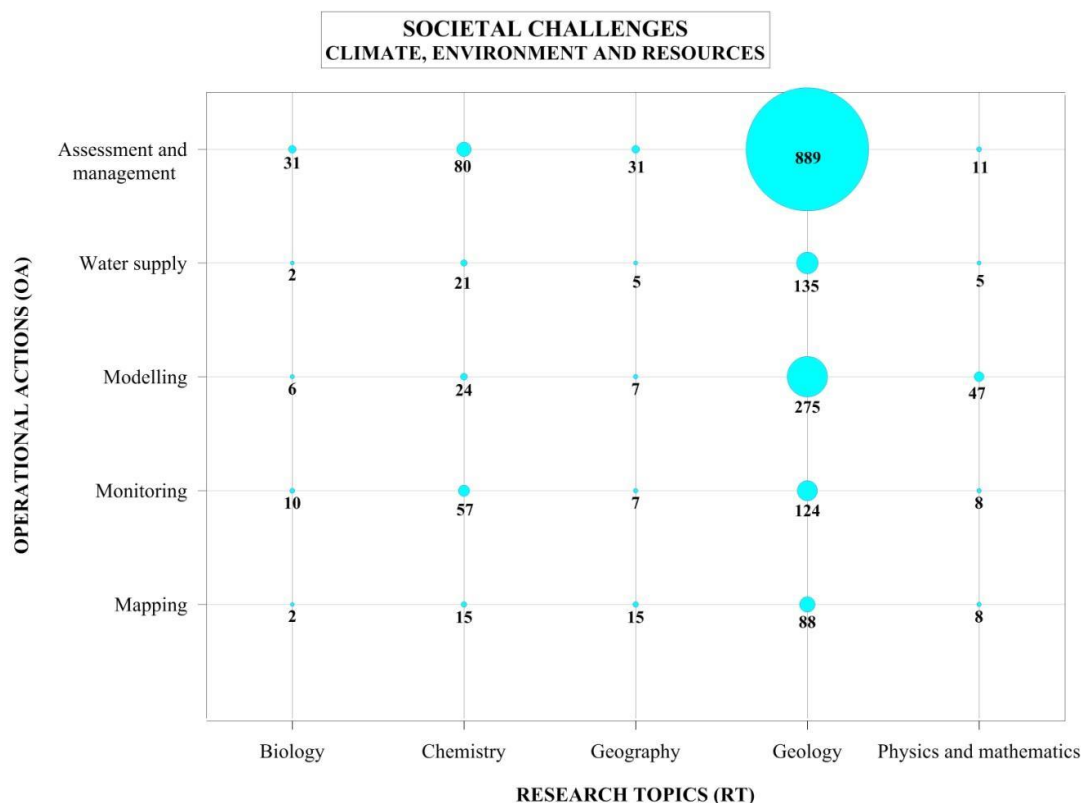 SOCIETAL CHALLENGES
CLIMATE, ENVIRONMENT AND RESOURCES
OPERATIONAL ACTIONS (OA)
Assessment and
management
31 80 31 889 11
Water supply
2 21 5 135 5
Modelling
6 24 7 275 47
Monitoring
10 57 7 124 8
Mapping
2 15 15 88 8
Biology Chemistry Geography Geology Physics and mathematics
RESEARCH TOPICS (RT)